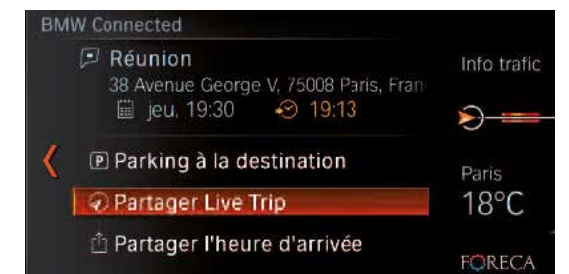 BMW Connected
Réunion
38 Avenue George V, 75008 Paris, Fran
jeu. 19:30 19:13
P Parking à la destination
Partager Live Trip
Partager l'heure d'arrivée
Info trafic
Paris
18°C
FORECA